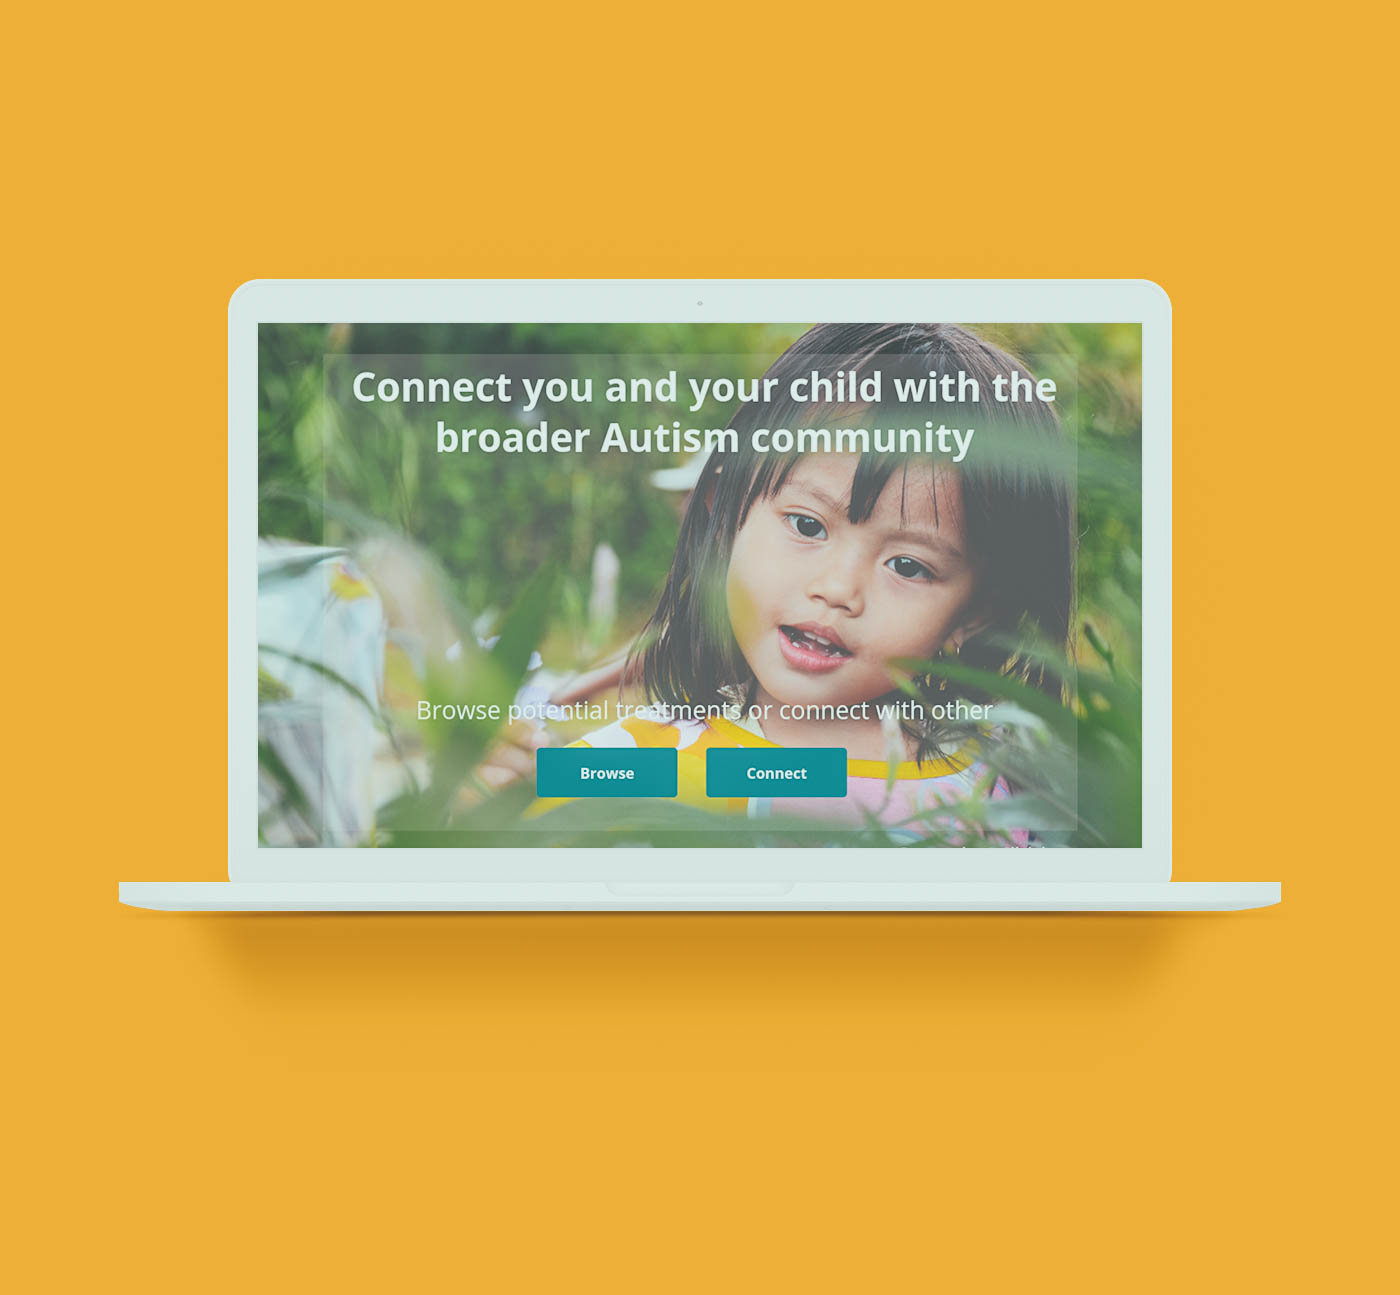 Connect you and your child with the
broader Autism community
Browse potential treatments or connect with other
Browse
Connect